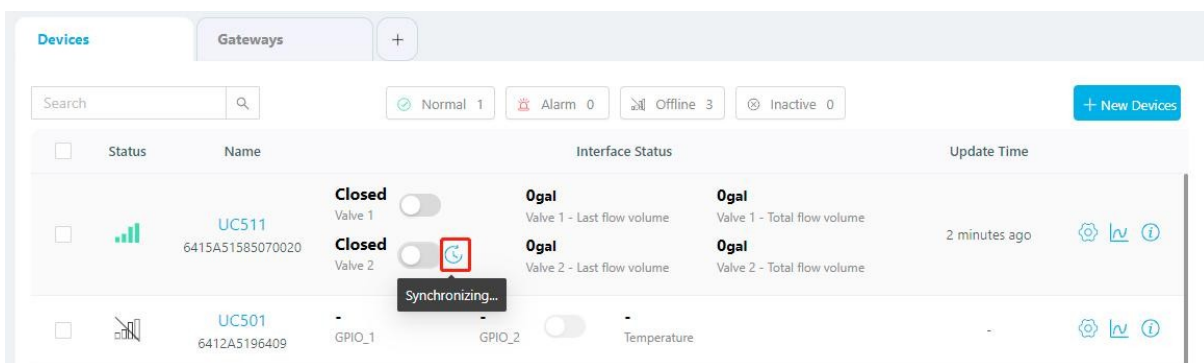 Devices Gateways +
Search Normal 1 Alarm 0 Offline 3 Inactive 0 + New Devices
Status Name Interface Status Update Time
Closed 0gal 0gal
Valve 1 Valve 1 - Last flow volume Valve 1 - Total flow volume
UC511
6415A51585070020
2 minutes ago
Closed 0gal 0gal
Valve 2 Valve 2 - Last flow volume Valve 2 - Total flow volume
Synchronizing...
UC501 - - - -
6412A5196409 GPIO_1 GPIO_2 Temperature